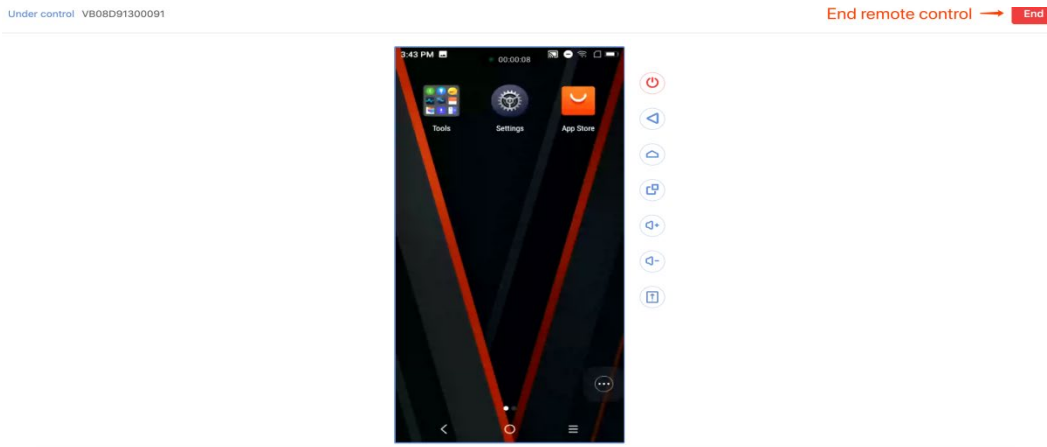 Under control VB08D91300091
End remote control → End
3:43 PM
00:00:08
Tools Settings App Store